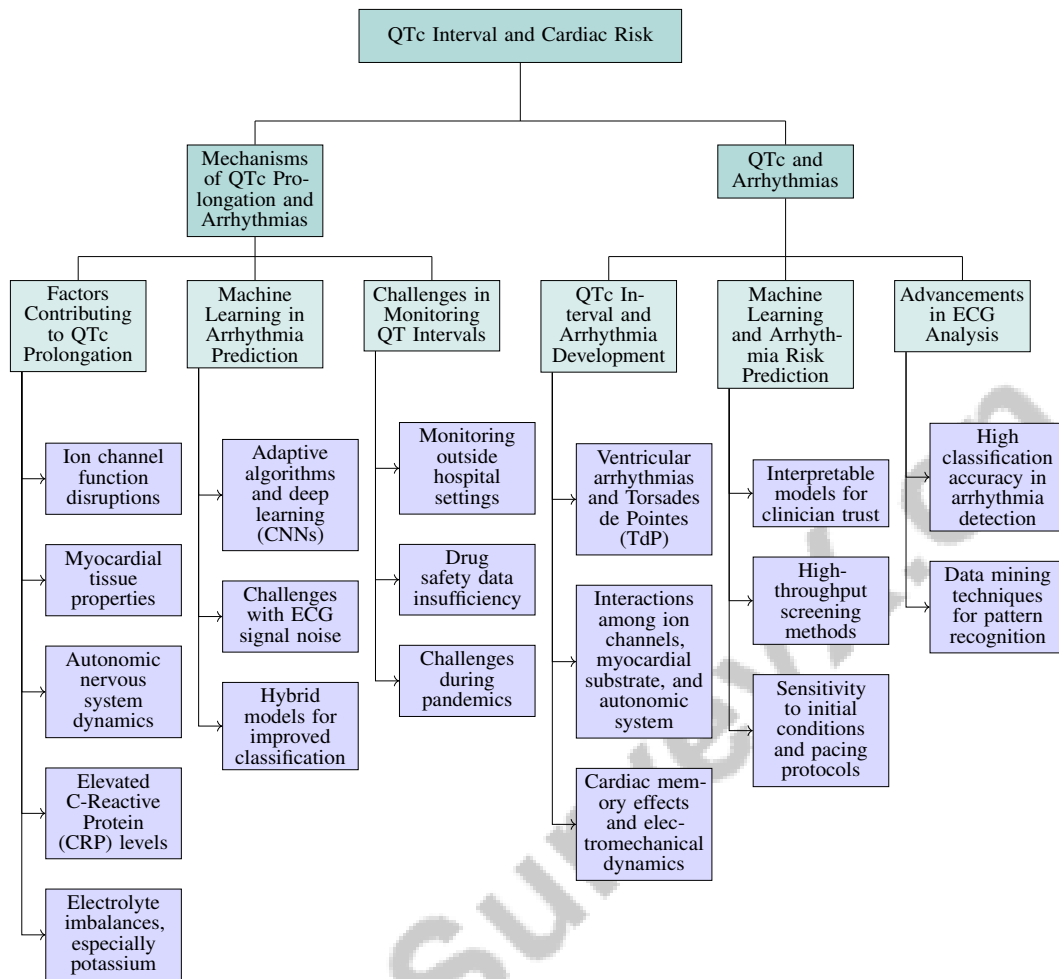 QTc Interval and Cardiac Risk
Mechanisms
of QTc Pro-
longation and
Arrhythmias
QTc and
Arrhythmias
Factors
Contributing
to QTc
Prolongation
Machine
Learning in
Arrhythmia
Prediction
Challenges in
Monitoring
QT Intervals
QTc In-
terval and
Arrhythmia
Development
Machine
Learning
and Arrhyth-
mia Risk
Prediction
Advancements
in ECG
Analysis
Ion channel
function
disruptions
Myocardial
tissue
properties
Autonomic
nervous
system
dynamics
Elevated
C-Reactive
Protein
(CRP) levels
Electrolyte
imbalances,
especially
potassium
Adaptive
algorithms
and deep
learning
(CNNs)
Challenges
with ECG
signal noise
Hybrid
models for
improved
classification
Monitoring
outside
hospital
settings
Drug
safety data
insufficiency
Challenges
during
pandemics
Ventricular
arrhythmias
and Torsades
de Pointes
(TdP)
Interactions
among ion
channels,
myocardial
substrate, and
autonomic
system
Cardiac mem-
ory effects
and elec-
tromechanical
dynamics
Interpretable
models for
clinician trust
High-
throughput
screening
methods
Sensitivity
to initial
conditions
and pacing
protocols
High
classification
accuracy in
arrhythmia
detection
Data mining
techniques
for pattern
recognition